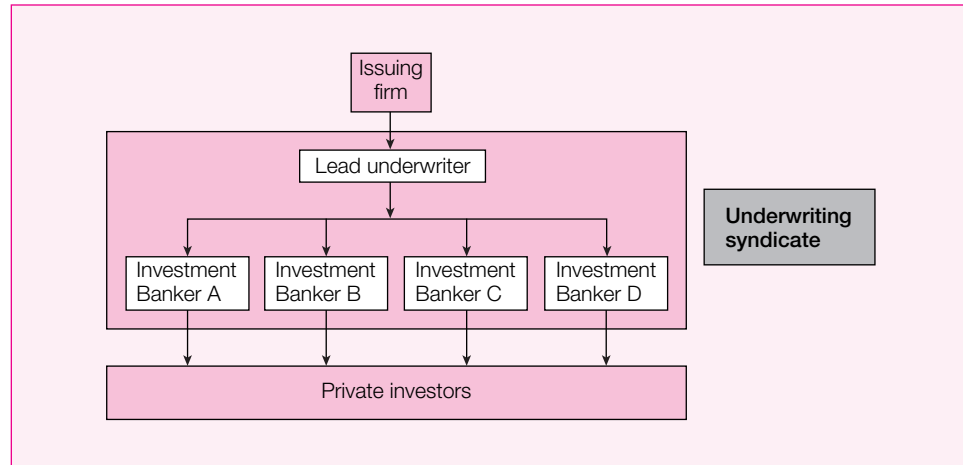 Issuing
firm
Lead underwriter
Underwriting
syndicate
Investment
Banker A
Investment
Banker B
Investment
Banker C
Investment
Banker D
Private investors